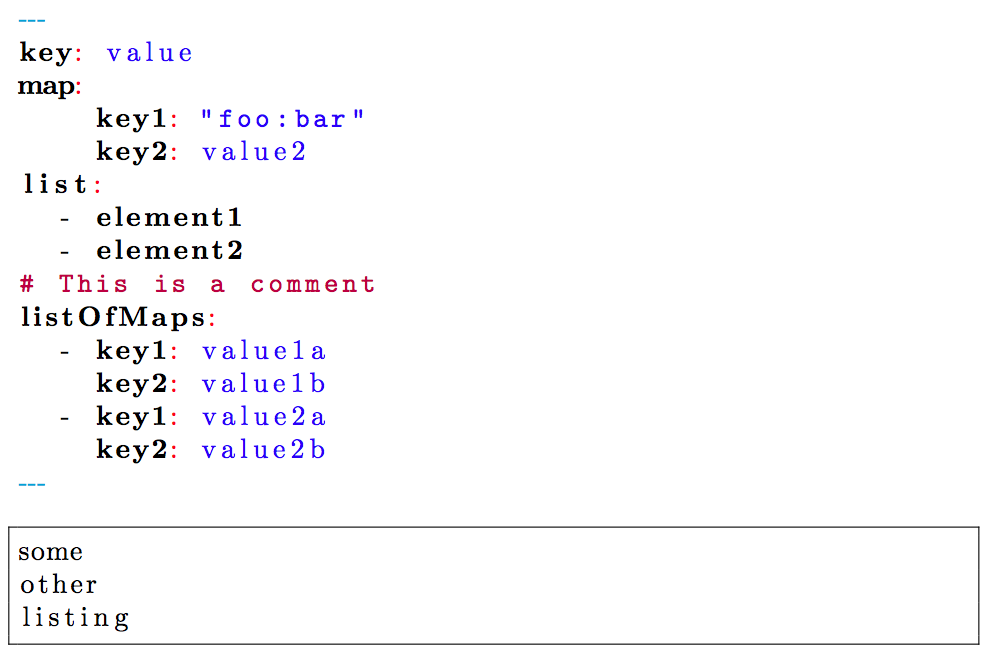 ---
key: value
map:
     key1: "foo:bar"
     key2: value2
list:
   - element1
   - element2
# This is a comment
listOfMaps:
   - key1: value1a
     key2: value1b
   - key1: value2a
     key2: value2b
---
some
other
listing